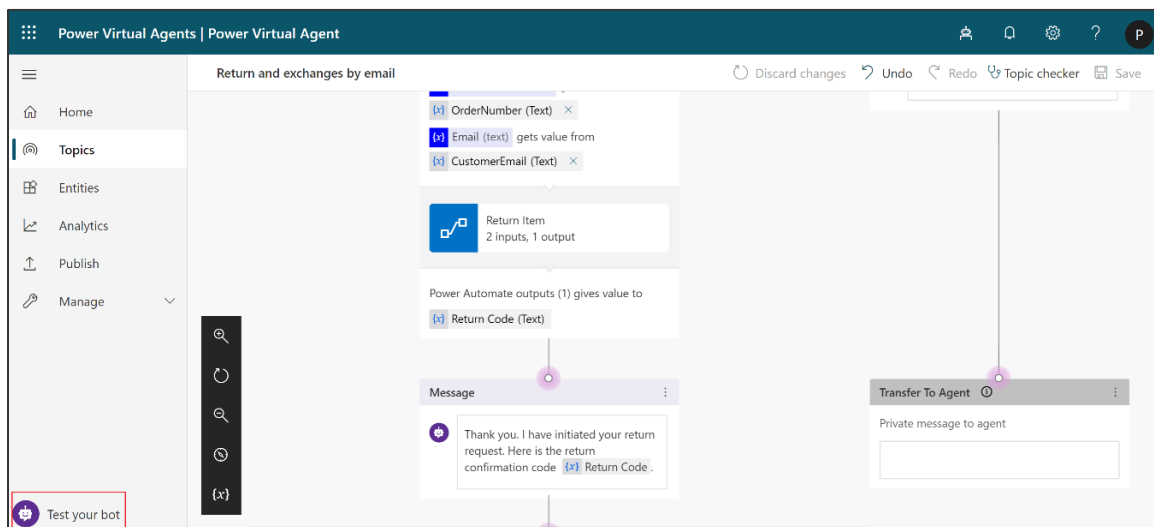 Power Virtual Agents | Power Virtual Agent
?
P
Return and exchanges by email
Discard changes
Undo
Redo
Topic checker
Save
Home
Topics
Entities
Analytics
Publish
Manage
Test your bot
{x}
{x} OrderNumber (Text) ×
{x} Email (text) gets value from
{x} CustomerEmail (Text) ×
Return Item
2 inputs, 1 output
Power Automate outputs (1) gives value to
{x} Return Code (Text)
Message
Thank you. I have initiated your return
request. Here is the return
confirmation code {x} Return Code .
Transfer To Agent
Private message to agent